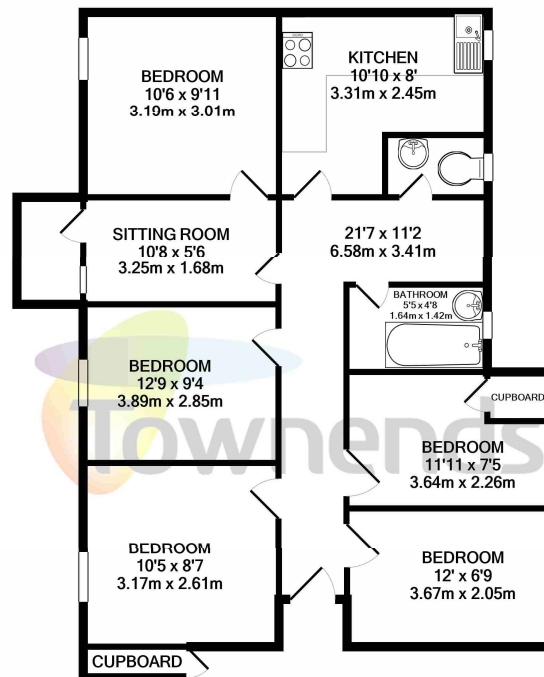 BEDROOM
10'6 x 9'11
3.19m x 3.01m
KITCHEN
10'10 x 8'
3.31m x 2.45m
SITTING ROOM
10'8 x 5'6
3.25m x 1.68m
21'7 x 11'2
6.58m x 3.41m
BATHROOM
5'5 x 4'8
1.64m x 1.42m
BEDROOM
12'9 x 9'4
3.89m x 2.85m
CUPBOARD
Townends
BEDROOM
11'11 x 7'5
3.64m x 2.26m
BEDROOM
10'5 x 8'7
3.17m x 2.61m
BEDROOM
12' x 6'9
3.67m x 2.05m
CUPBOARD